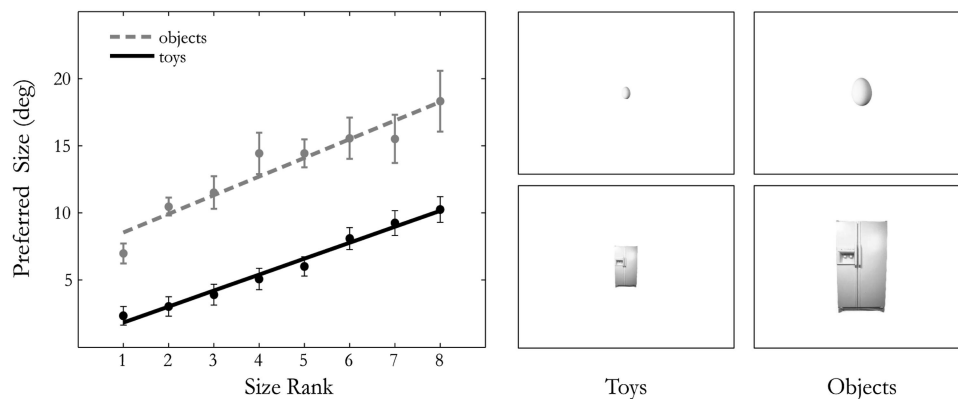 objects
toys
20
15
10
5
Preferred Size (deg)
1 2 3 4 5 6 7 8
Size Rank
Toys
Objects